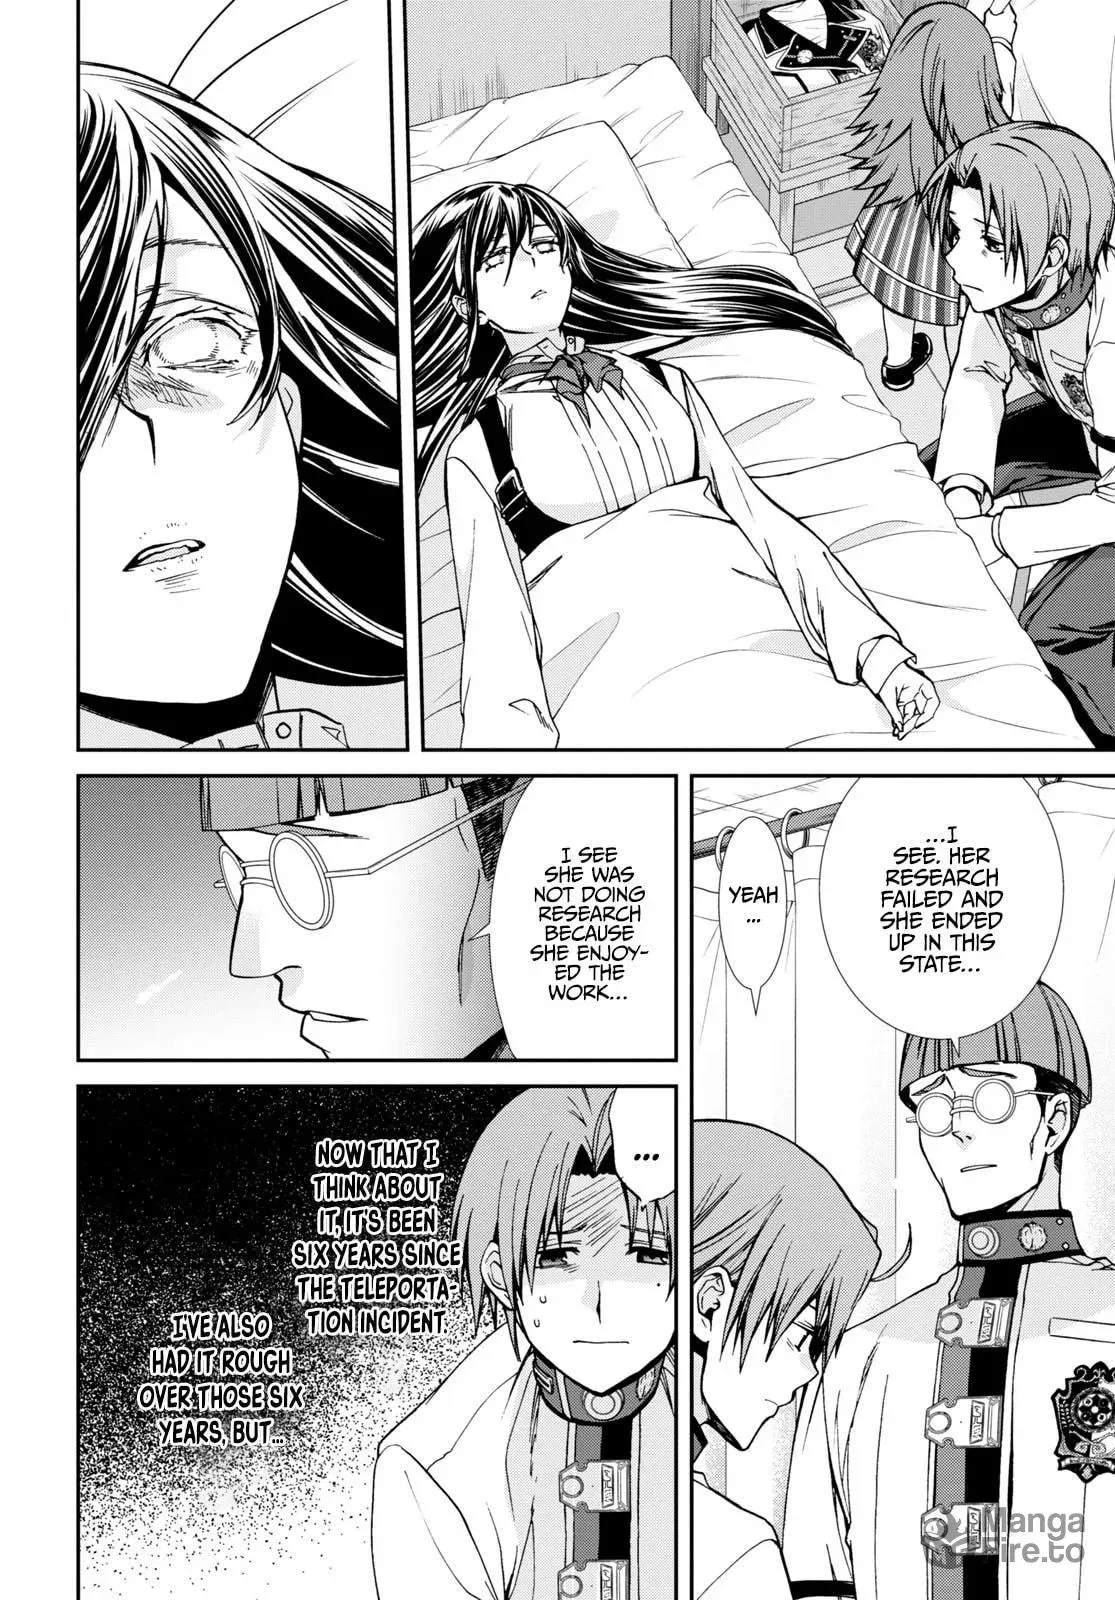 ...I
SEE. HER
RESEARCH
FAILED AND
SHE ENDED
UP IN THIS
STATE...
YEAH
...
I SEE
SHE WAS
NOT DOING
RESEARCH
BECAUSE
SHE ENJOY-
ED THE
WORK...
...
NOW THAT I
THINK ABOUT
IT, IT'S BEEN
SIX YEARS SINCE
THE TELEPORTA-
TION INCIDENT.
I'VE ALSO
HAD IT ROUGH
OVER THOSE SIX
YEARS, BUT...
Manga
Fire.to